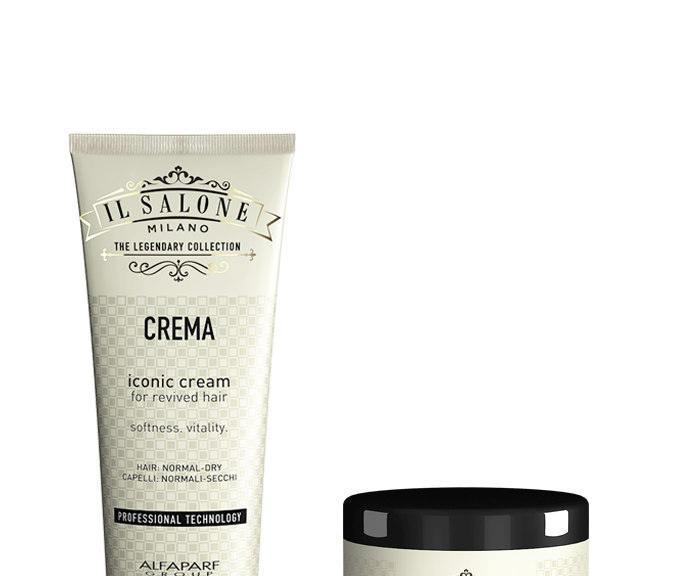 IL SALONE
MILANO
THE LEGENDARY COLLECTION
CREMA
iconic cream
for revived hair
softness. vitality.
HAIR: NORMAL-DRY
CAPELLI: NORMALI-SECCHI
PROFESSIONAL TECHNOLOGY
ALFAPARF
GROUP